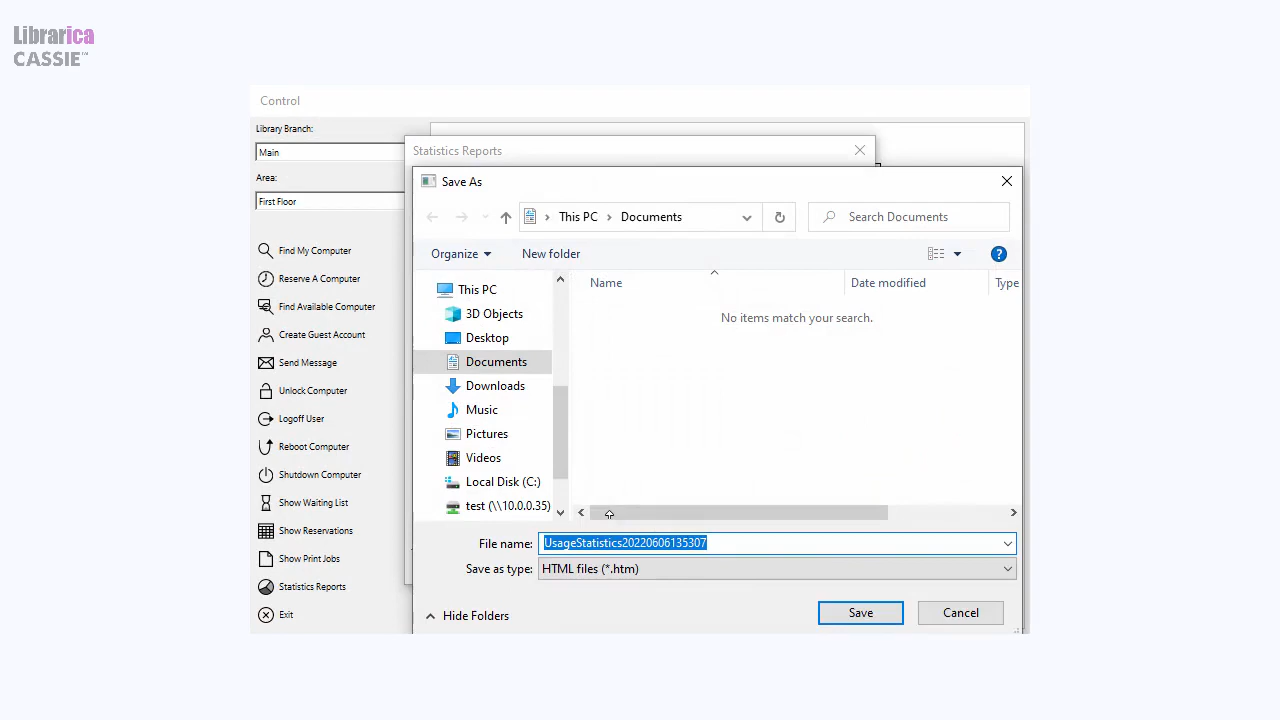 Librarica
CASSIE™
Control
Library Branch:
Main
Area:
First Floor
Find My Computer
Reserve A Computer
Find Available Computer
Create Guest Account
Send Message
Unlock Computer
Logoff User
Reboot Computer
Shutdown Computer
Show Waiting List
Show Reservations
Show Print Jobs
Statistics Reports
Exit
Statistics Reports
Save As
This PC
Documents
Search Documents
Organize
New folder
?
This PC
3D Objects
Desktop
Documents
Downloads
Music
Pictures
Videos
Local Disk (C:)
test (\\10.0.0.35)
Name
Date modified
Type
No items match your search.
File name:
UsageStatistics20220606135307
Save as type:
HTML files (*.htm)
Hide Folders
Save
Cancel